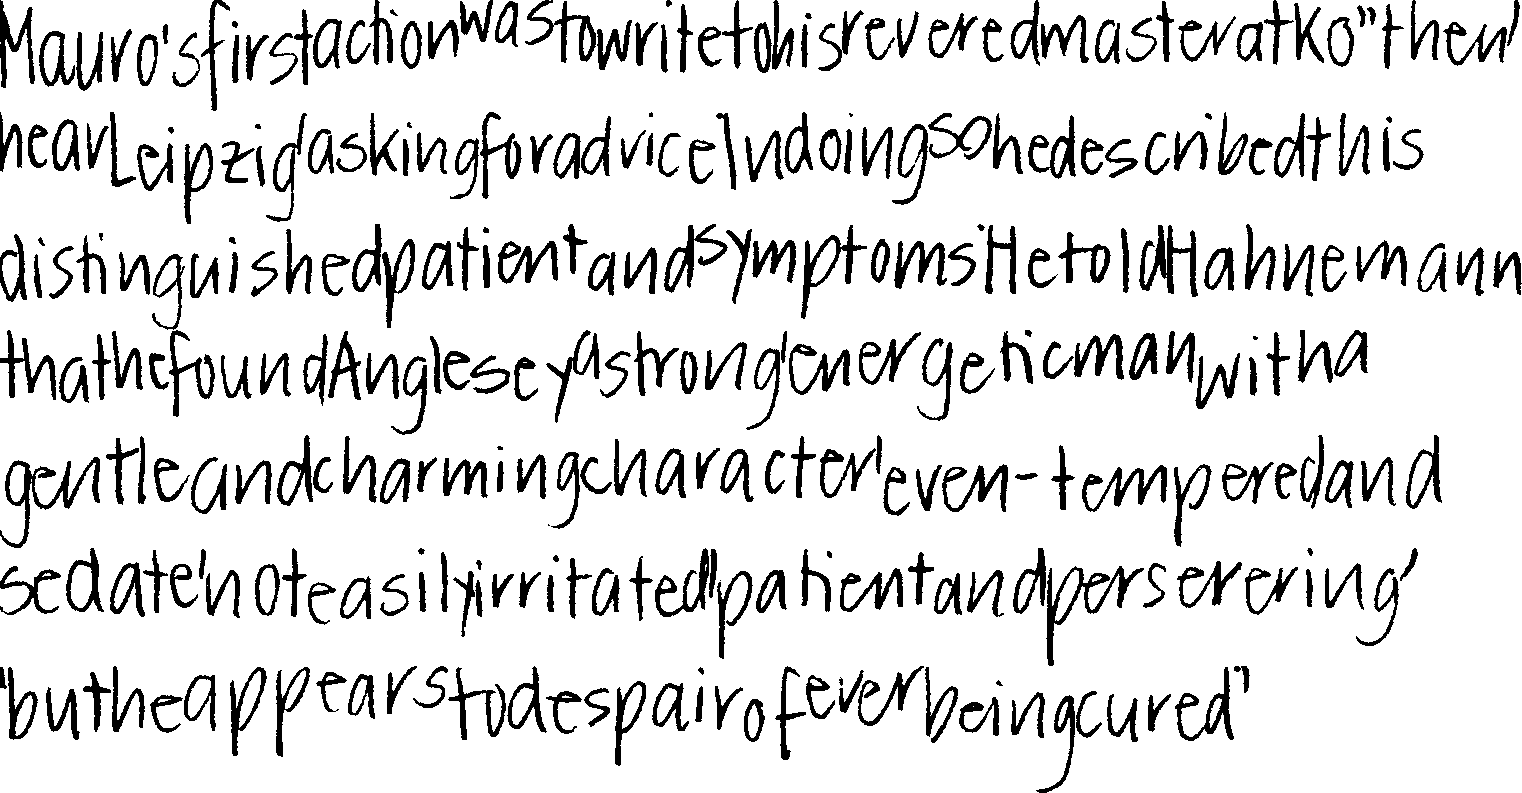 Mauro's first action was to write to his revered master at Ko"then'
near Leipzig'asking for advice In doing so he described this
distinguished patient and symptoms'He told Hahnemann
that he found Anglesey a strong'energetic man with a
gentle and charming character'even-tempered and
sedate'not easily irritated''patient and perserering'
"but he appears to despair of ever being cured"